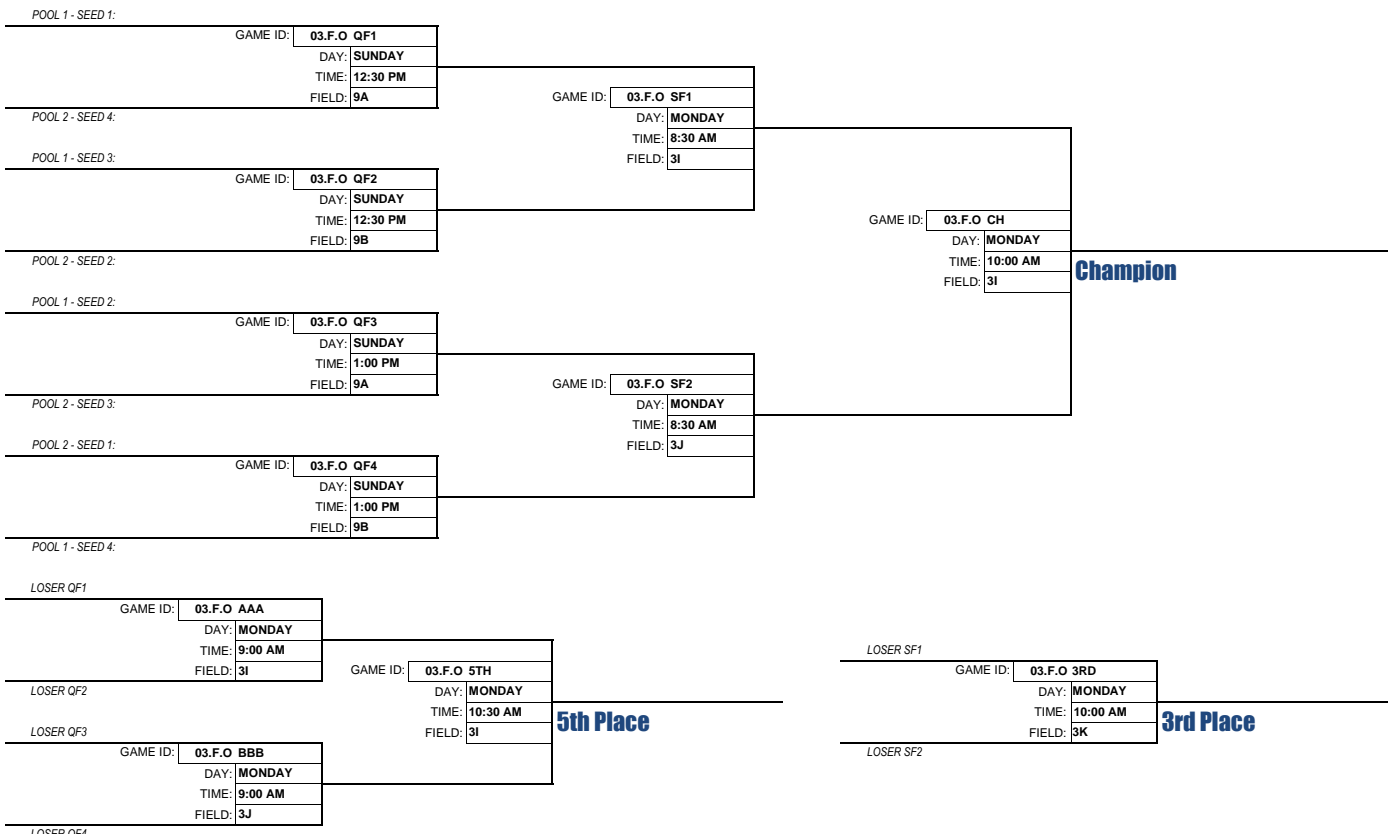 POOL 1 - SEED 1:
GAME ID: 03.F.O QF1
DAY: SUNDAY
TIME: 12:30 PM
FIELD: 9A
POOL 2 - SEED 4:
POOL 1 - SEED 3:
GAME ID: 03.F.O QF2
DAY: SUNDAY
TIME: 12:30 PM
FIELD: 9B
POOL 2 - SEED 2:
GAME ID: 03.F.O SF1
DAY: MONDAY
TIME: 8:30 AM
FIELD: 3I
POOL 1 - SEED 2:
GAME ID: 03.F.O QF3
DAY: SUNDAY
TIME: 1:00 PM
FIELD: 9A
POOL 2 - SEED 3:
POOL 2 - SEED 1:
GAME ID: 03.F.O QF4
DAY: SUNDAY
TIME: 1:00 PM
FIELD: 9B
POOL 1 - SEED 4:
GAME ID: 03.F.O SF2
DAY: MONDAY
TIME: 8:30 AM
FIELD: 3J
GAME ID: 03.F.O CH
DAY: MONDAY
TIME: 10:00 AM
FIELD: 3I
Champion
LOSER QF1
GAME ID: 03.F.O AAA
DAY: MONDAY
TIME: 9:00 AM
FIELD: 3I
LOSER QF2
LOSER QF3
GAME ID: 03.F.O BBB
DAY: MONDAY
TIME: 9:00 AM
FIELD: 3J
LOSER QF4
GAME ID: 03.F.O 5TH
DAY: MONDAY
TIME: 10:30 AM
FIELD: 3I
5th Place
LOSER SF1
GAME ID: 03.F.O 3RD
DAY: MONDAY
TIME: 10:00 AM
FIELD: 3K
LOSER SF2
3rd Place